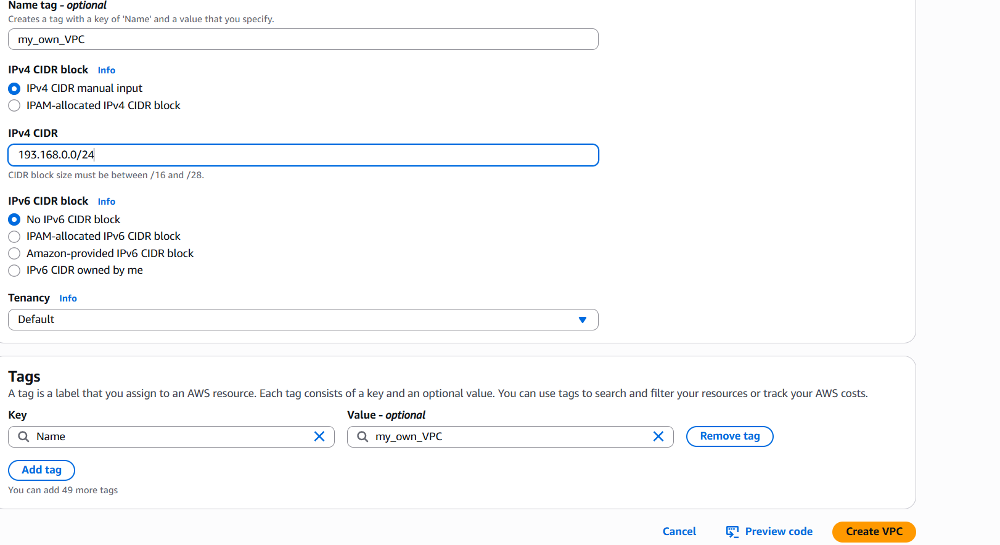 Name tag - optional
Creates a tag with a key of 'Name' and a value that you specify.
my_own_VPC
IPv4 CIDR block Info
IPv4 CIDR manual input
IPAM-allocated IPv4 CIDR block
IPv4 CIDR
193.168.0.0/24
CIDR block size must be between /16 and /28.
IPv6 CIDR block Info
No IPv6 CIDR block
IPAM-allocated IPv6 CIDR block
Amazon-provided IPv6 CIDR block
IPv6 CIDR owned by me
Tenancy Info
Default
Tags
A tag is a label that you assign to an AWS resource. Each tag consists of a key and an optional value. You can use tags to search and filter your resources or track your AWS costs.
Key Value - optional
Name my_own_VPC Remove tag
Add tag
You can add 49 more tags
Cancel Preview code Create VPC